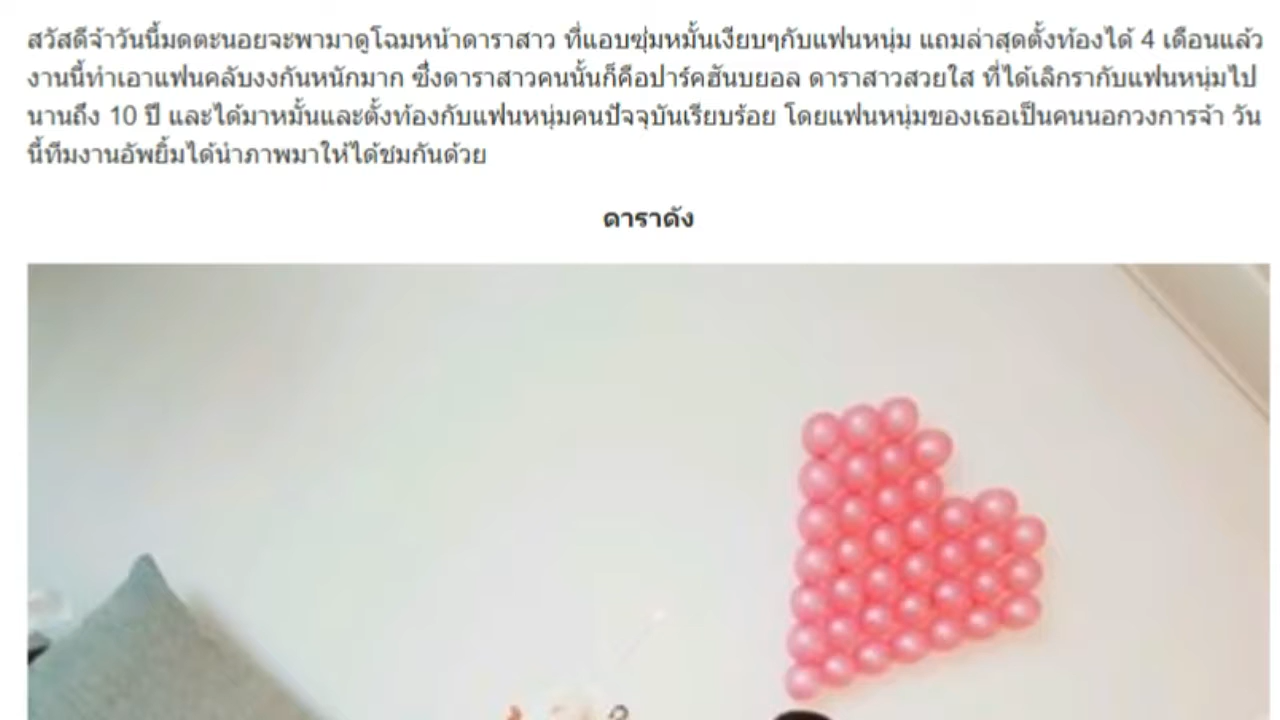 สวัสดีจ้าวันนี้มดตะนอยจะพามาดูโฉมหน้าดาราสาว ที่แอบซุ่มหมั้นเงียบๆกับแฟนหนุ่ม แถมล่าสุดตั้งท้องได้ 4 เดือนแล้ว
งานนี้ทำเอาแฟนคลับงงกันหนักมาก ซึ่งดาราสาวคนนั้นก็คือปาร์คฮันบยอล ดาราสาวสวยใส ที่ได้เลิกรากับแฟนหนุ่มไป
นานถึง 10 ปี และได้มาหมั้นและตั้งท้องกับแฟนหนุ่มคนปัจจุบันเรียบร้อย โดยแฟนหนุ่มของเธอเป็นคนนอกวงการจ้า วัน
นี้ทีมงานอัพยิ้มได้นำภาพมาให้ได้ชมกันด้วย
ดาราดัง